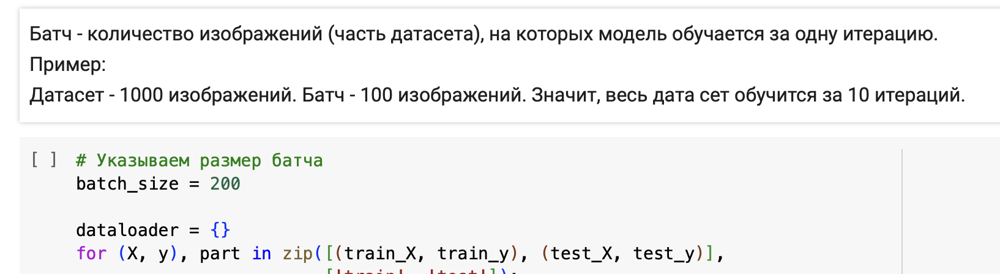 Батч - количество изображений (часть датасета), на которых модель обучается за одну итерацию.
Пример:
Датасет - 1000 изображений. Батч - 100 изображений. Значит, весь дата сет обучится за 10 итераций.
[ ] # Указываем размер батча
batch_size = 200
dataloader = {}
for (X, y), part in zip([(train_X, train_y), (test_X, test_y)],
['train', 'test']):